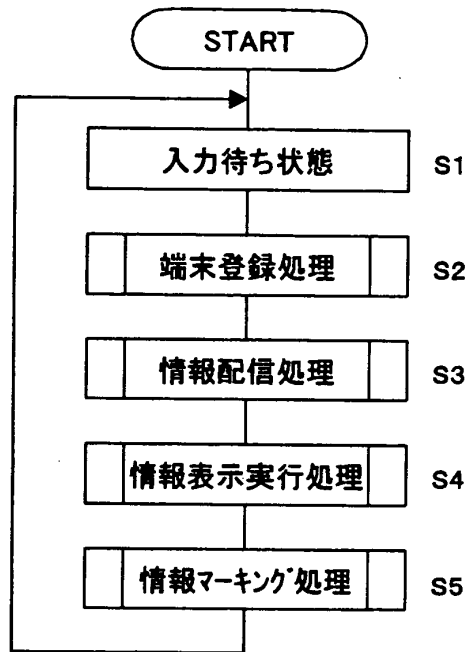 START
入力待ち状態 S1
端末登録処理 S2
情報配信処理 S3
情報表示実行処理 S4
情報マーキング処理 S5